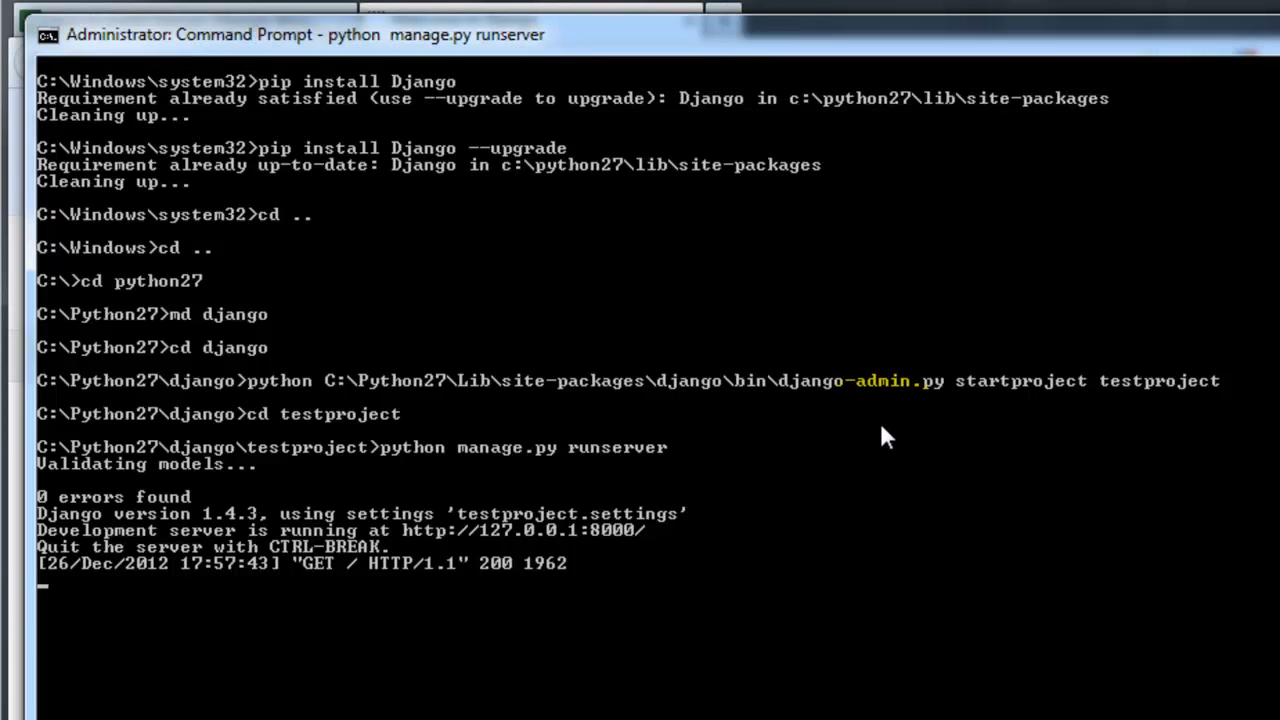 Administrator: Command Prompt - python  manage.py runserver
C:\Windows\system32>pip install Django
Requirement already satisfied (use --upgrade to upgrade): Django in c:\python27\lib\site-packages
Cleaning up...
C:\Windows\system32>pip install Django --upgrade
Requirement already up-to-date: Django in c:\python27\lib\site-packages
Cleaning up...
C:\Windows\system32>cd ..
C:\Windows>cd ..
C:\>cd python27
C:\Python27>md django
C:\Python27>cd django
C:\Python27\django>python C:\Python27\Lib\site-packages\django\bin\django-admin.py startproject testproject
C:\Python27\django>cd testproject
C:\Python27\django\testproject>python manage.py runserver
Validating models...
0 errors found
Django version 1.4.3, using settings 'testproject.settings'
Development server is running at http://127.0.0.1:8000/
Quit the server with CTRL-BREAK.
[26/Dec/2012 17:57:43] "GET / HTTP/1.1" 200 1962